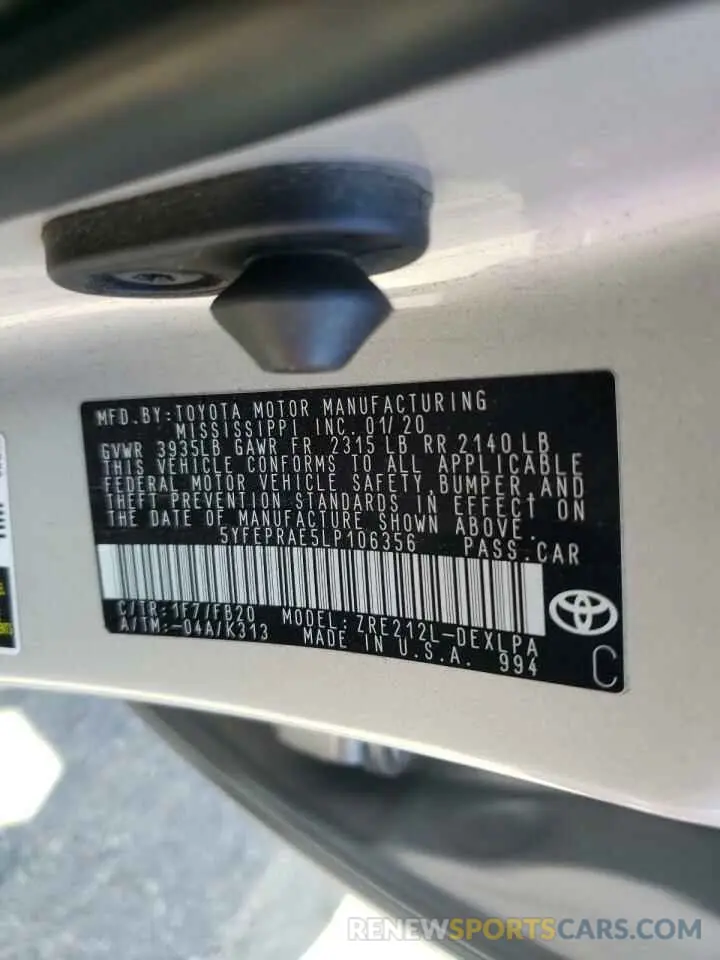 MFD. BY: TOYOTA MOTOR MANUFACTURING
MISSISSIPPI INC. 01/20
GVWR 3935LB GAWR FR 2315 LB RR 2140 LB
THIS VEHICLE CONFORMS TO ALL APPLICABLE
FEDERAL MOTOR VEHICLE SAFETY, BUMPER, AND
THEFT PREVENTION STANDARDS IN EFFECT ON
THE DATE OF MANUFACTURE SHOWN ABOVE.
5YFEPRAE5LP106356 PASS. CAR
C/TR: 1F7/FB20 MODEL: ZRE212L-DEXLPA
A/TM: -04A/K313 MADE IN U.S.A. 994
C
RENEWSPORTSCARS.COM